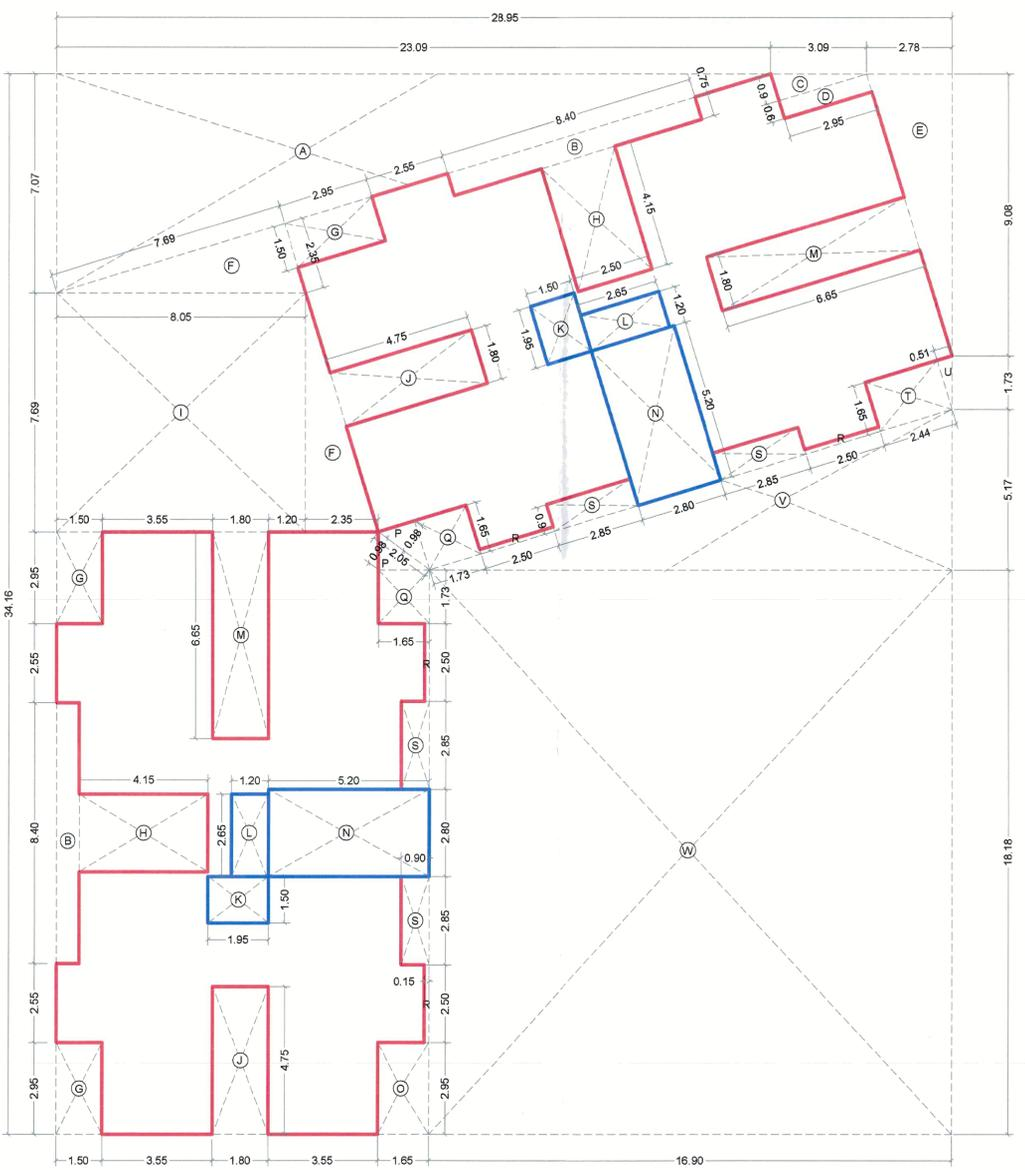 28.95
23.09
3.09
2.78
0.75
C
0.9
D
0.6
8.40
2.95
E
B
A
2.55
7.07
2.95
4.15
9.08
G
H
1.50
2.35
7.69
F
M
2.50
1.80
6.65
1.50
2.65
1.20
8.05
K
L
1.95
4.75
1.80
0.51
U
1.73
J
T
I
7.69
5.20
N
1.65
F
R
2.44
S
2.50
2.85
V
5.17
S
2.80
1.50
3.55
1.80
1.20
2.35
P
0.98
1.65
Q
0.9
R
2.85
2.50
0.98
2.05
P
1.73
34.16
2.95
G
Q
1.73
M
6.65
1.65
2.55
R
2.50
S
2.85
4.15
1.20
5.20
8.40
B
H
2.65
L
N
2.80
W
18.18
0.90
K
1.50
S
2.85
1.95
0.15
2.55
R
2.50
J
4.75
2.95
G
O
2.95
1.50
3.55
1.80
3.55
1.65
16.90